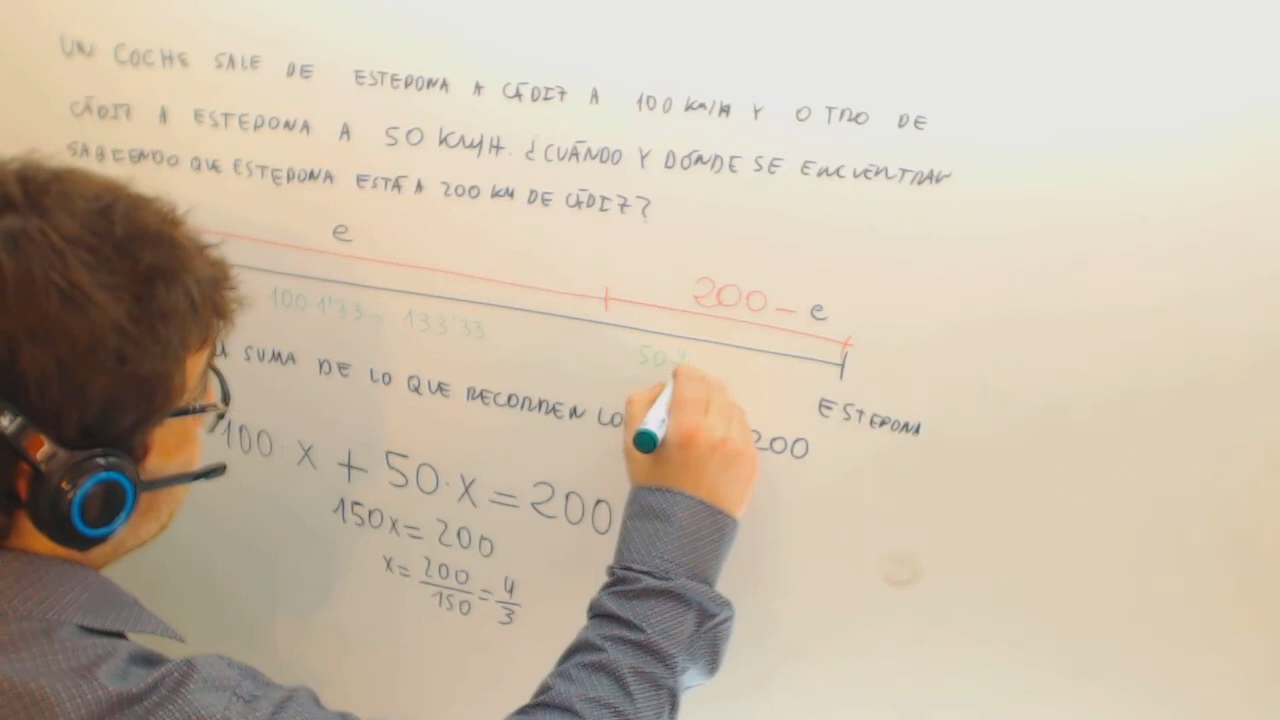 UN COCHE SALE DE ESTEPONA A CÁDIZ A 100 KM/H Y OTRO DE
CÁDIZ A ESTEPONA A 50 KM/H. ¿CUÁNDO Y DÓNDE SE ENCUENTRAN
SABIENDO QUE ESTEPONA ESTÁ A 200 KM DE CÁDIZ?
e
200 - e
= 100·1'33 = 133'33
50·
ESTEPONA
SUMA DE LO QUE RECORREN LO 200
100·x + 50·x = 200
150x = 200
x = 200/150 = 4/3